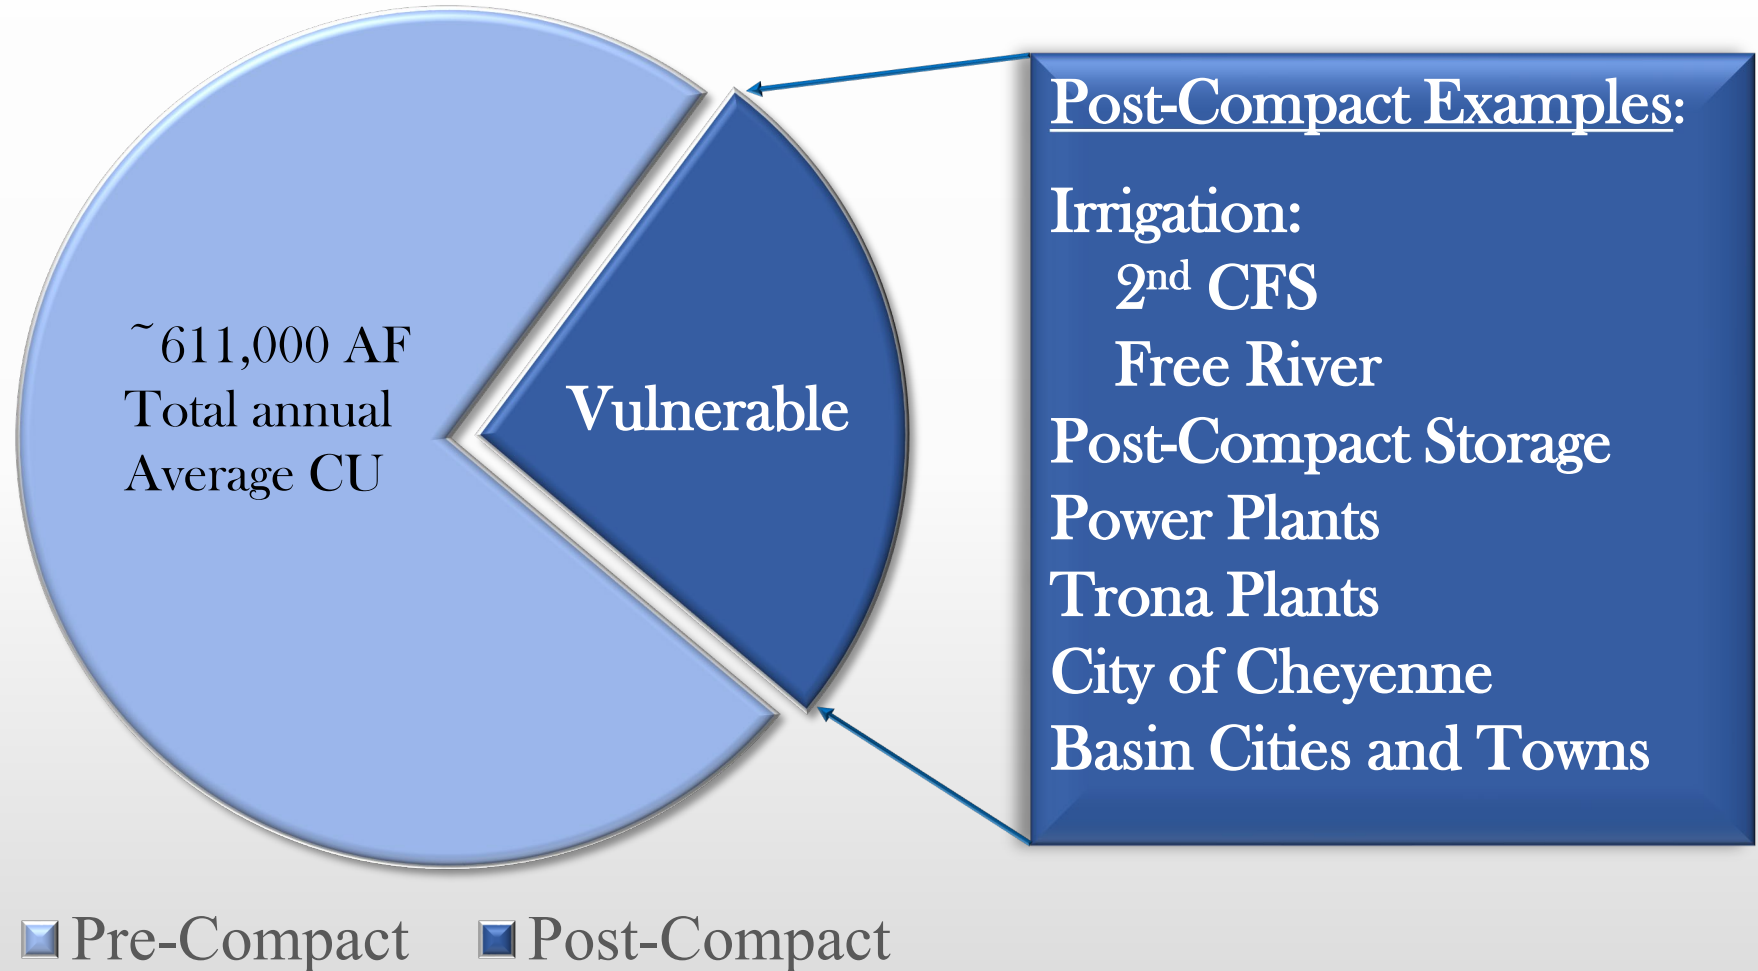 ~611,000 AF
Total annual
Average CU
Vulnerable
Post-Compact Examples:
Irrigation:
2nd CFS
Free River
Post-Compact Storage
Power Plants
Trona Plants
City of Cheyenne
Basin Cities and Towns
Pre-Compact
Post-Compact